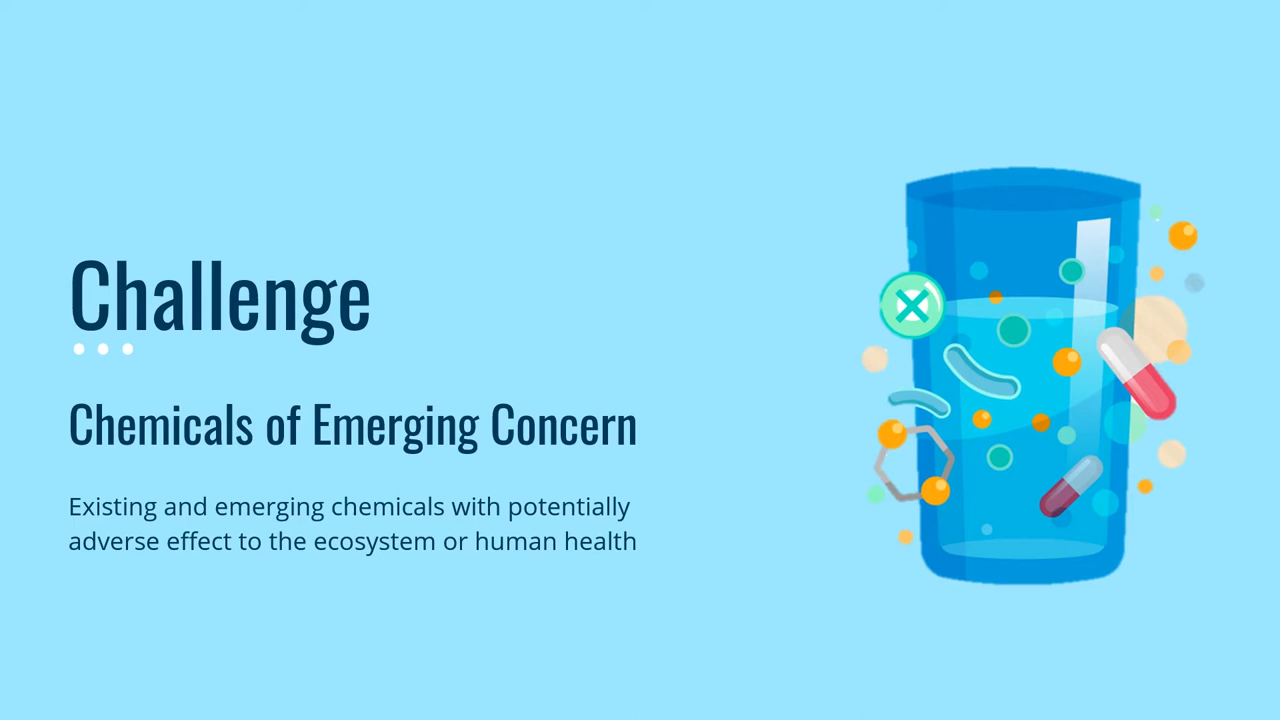 Challenge
Chemicals of Emerging Concern
Existing and emerging chemicals with potentially
adverse effect to the ecosystem or human health